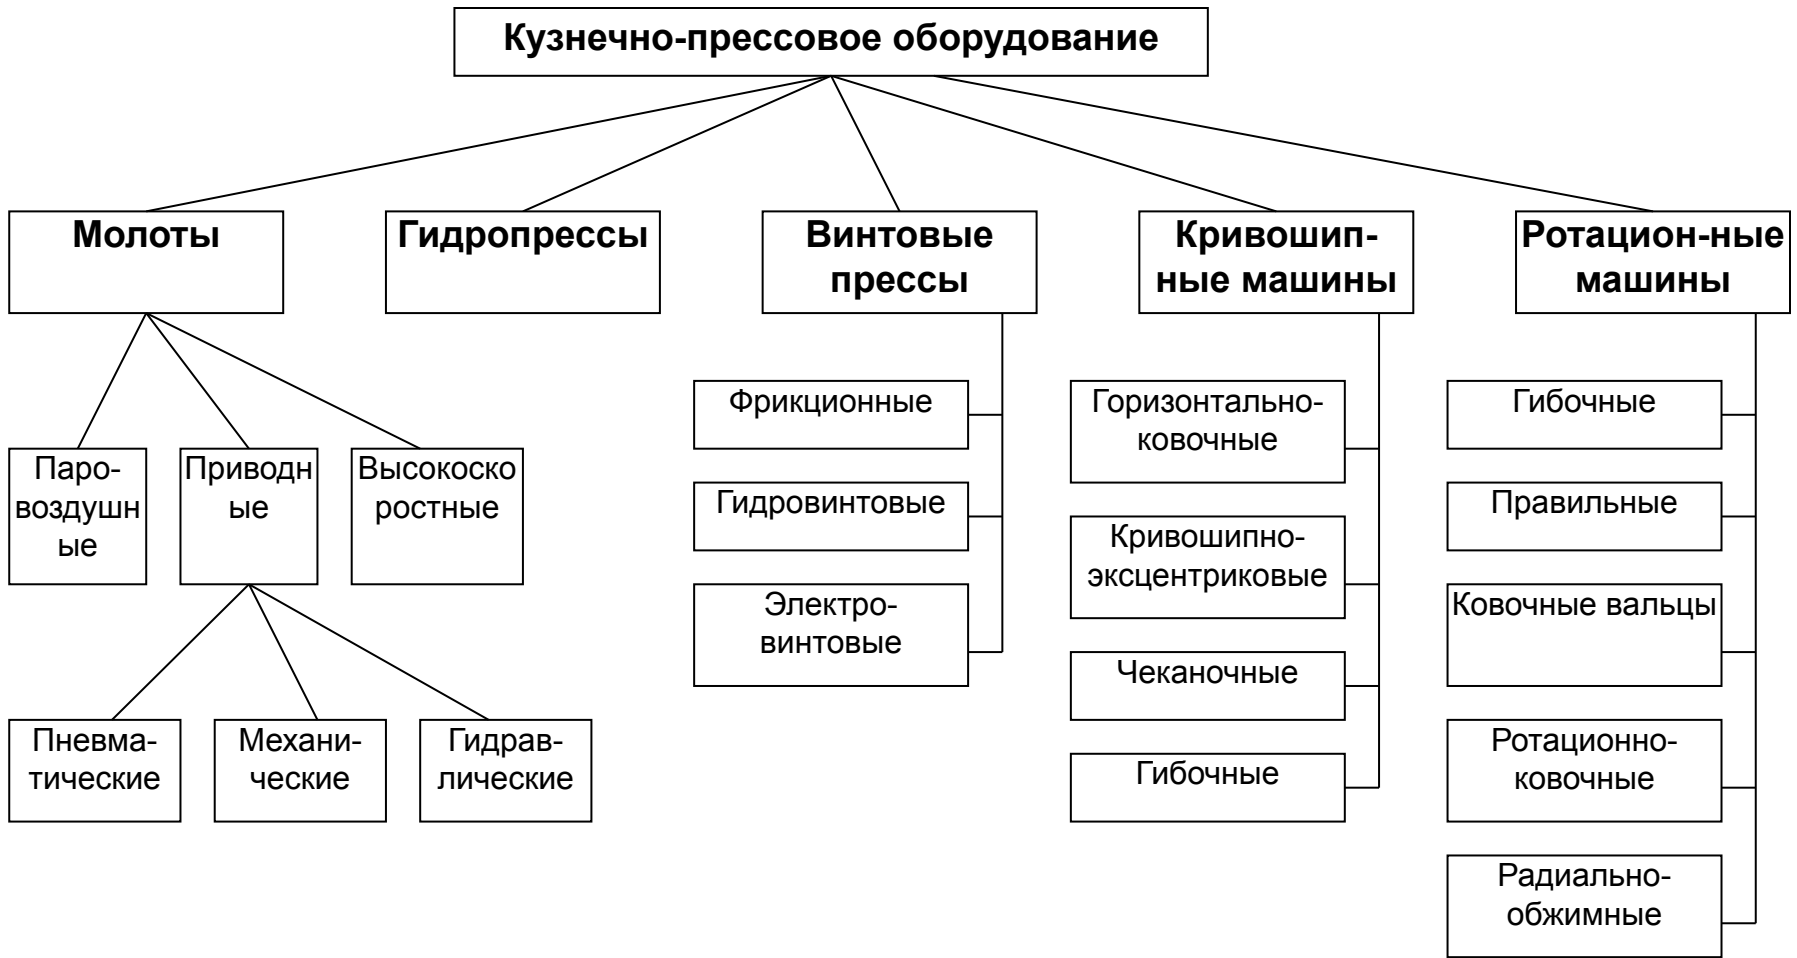 Кузнечно-прессовое оборудование
Молоты
Гидропрессы
Винтовые
прессы
Кривошип-
ные машины
Ротацион-ные
машины
Паро-
воздушн
ые
Приводн
ые
Высокоско
ростные
Пневма-
тические
Механи-
ческие
Гидрав-
лические
Фрикционные
Гидровинтовые
Электро-
винтовые
Горизонтально-
ковочные
Кривошипно-
эксцентриковые
Чеканочные
Гибочные
Гибочные
Правильные
Ковочные вальцы
Ротационно-
ковочные
Радиально-
обжимные